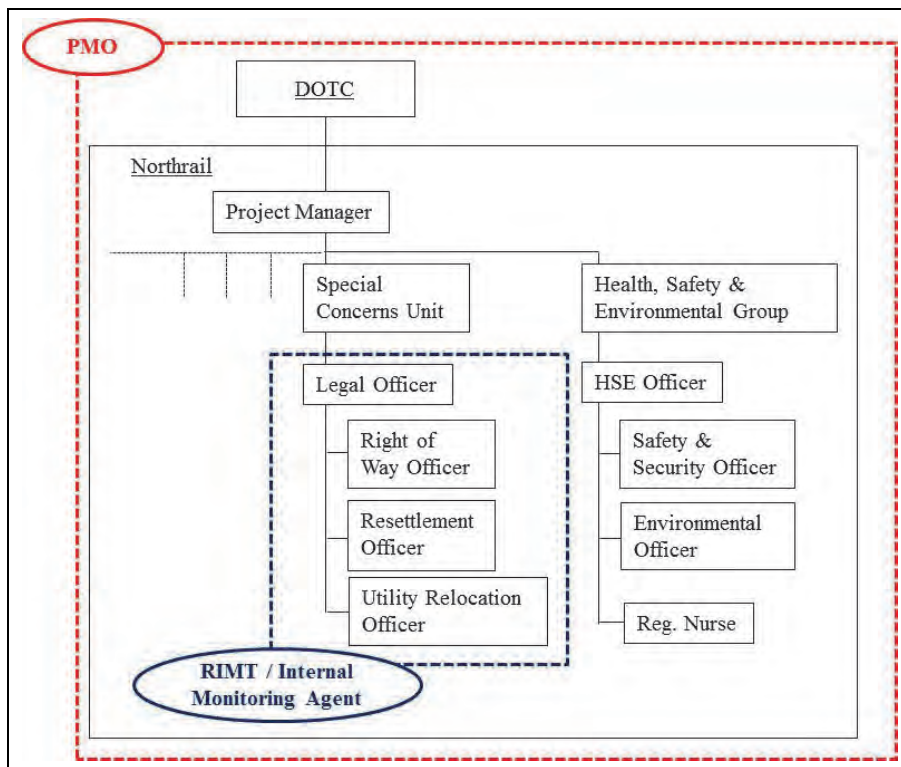 PMO
DOTC
Northrail
Project Manager
Special
Concerns Unit
Health, Safety &
Environmental Group
Legal Officer
HSE Officer
Right of
Way Officer
Safety &
Security Officer
Resettlement
Officer
Environmental
Officer
Utility Relocation
Officer
Reg. Nurse
RIMT / Internal
Monitoring Agent